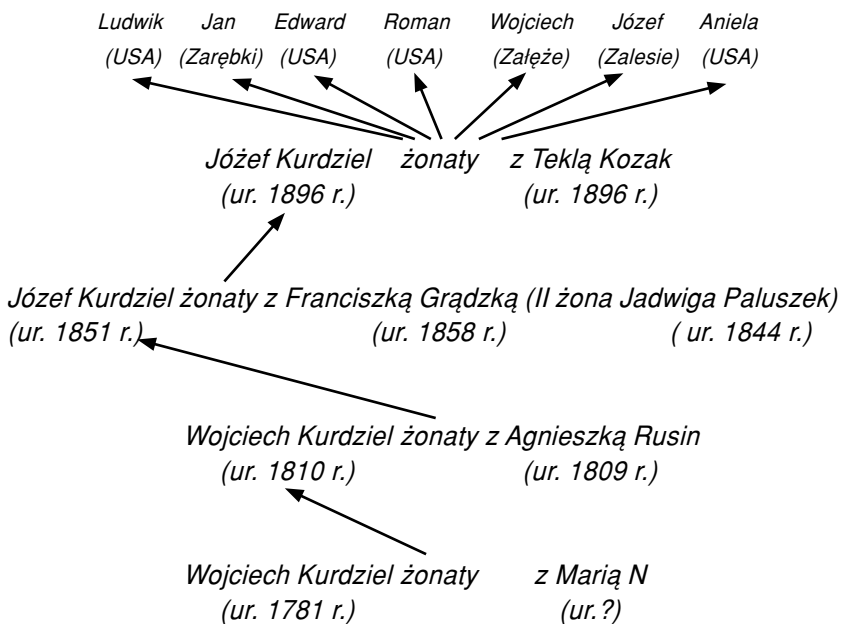 Ludwik Jan Edward Roman Wojciech Józef Aniela
(USA) (Zarębki) (USA) (USA) (Załęże) (Zalesie) (USA)
Jóżef Kurdziel żonaty z Teklą Kozak
(ur. 1896 r.) (ur. 1896 r.)
Józef Kurdziel żonaty z Franciszką Grądzką (II żona Jadwiga Paluszek)
(ur. 1851 r.) (ur. 1858 r.) ( ur. 1844 r.)
Wojciech Kurdziel żonaty z Agnieszką Rusin
(ur. 1810 r.) (ur. 1809 r.)
Wojciech Kurdziel żonaty z Marią N
(ur. 1781 r.) (ur.?)